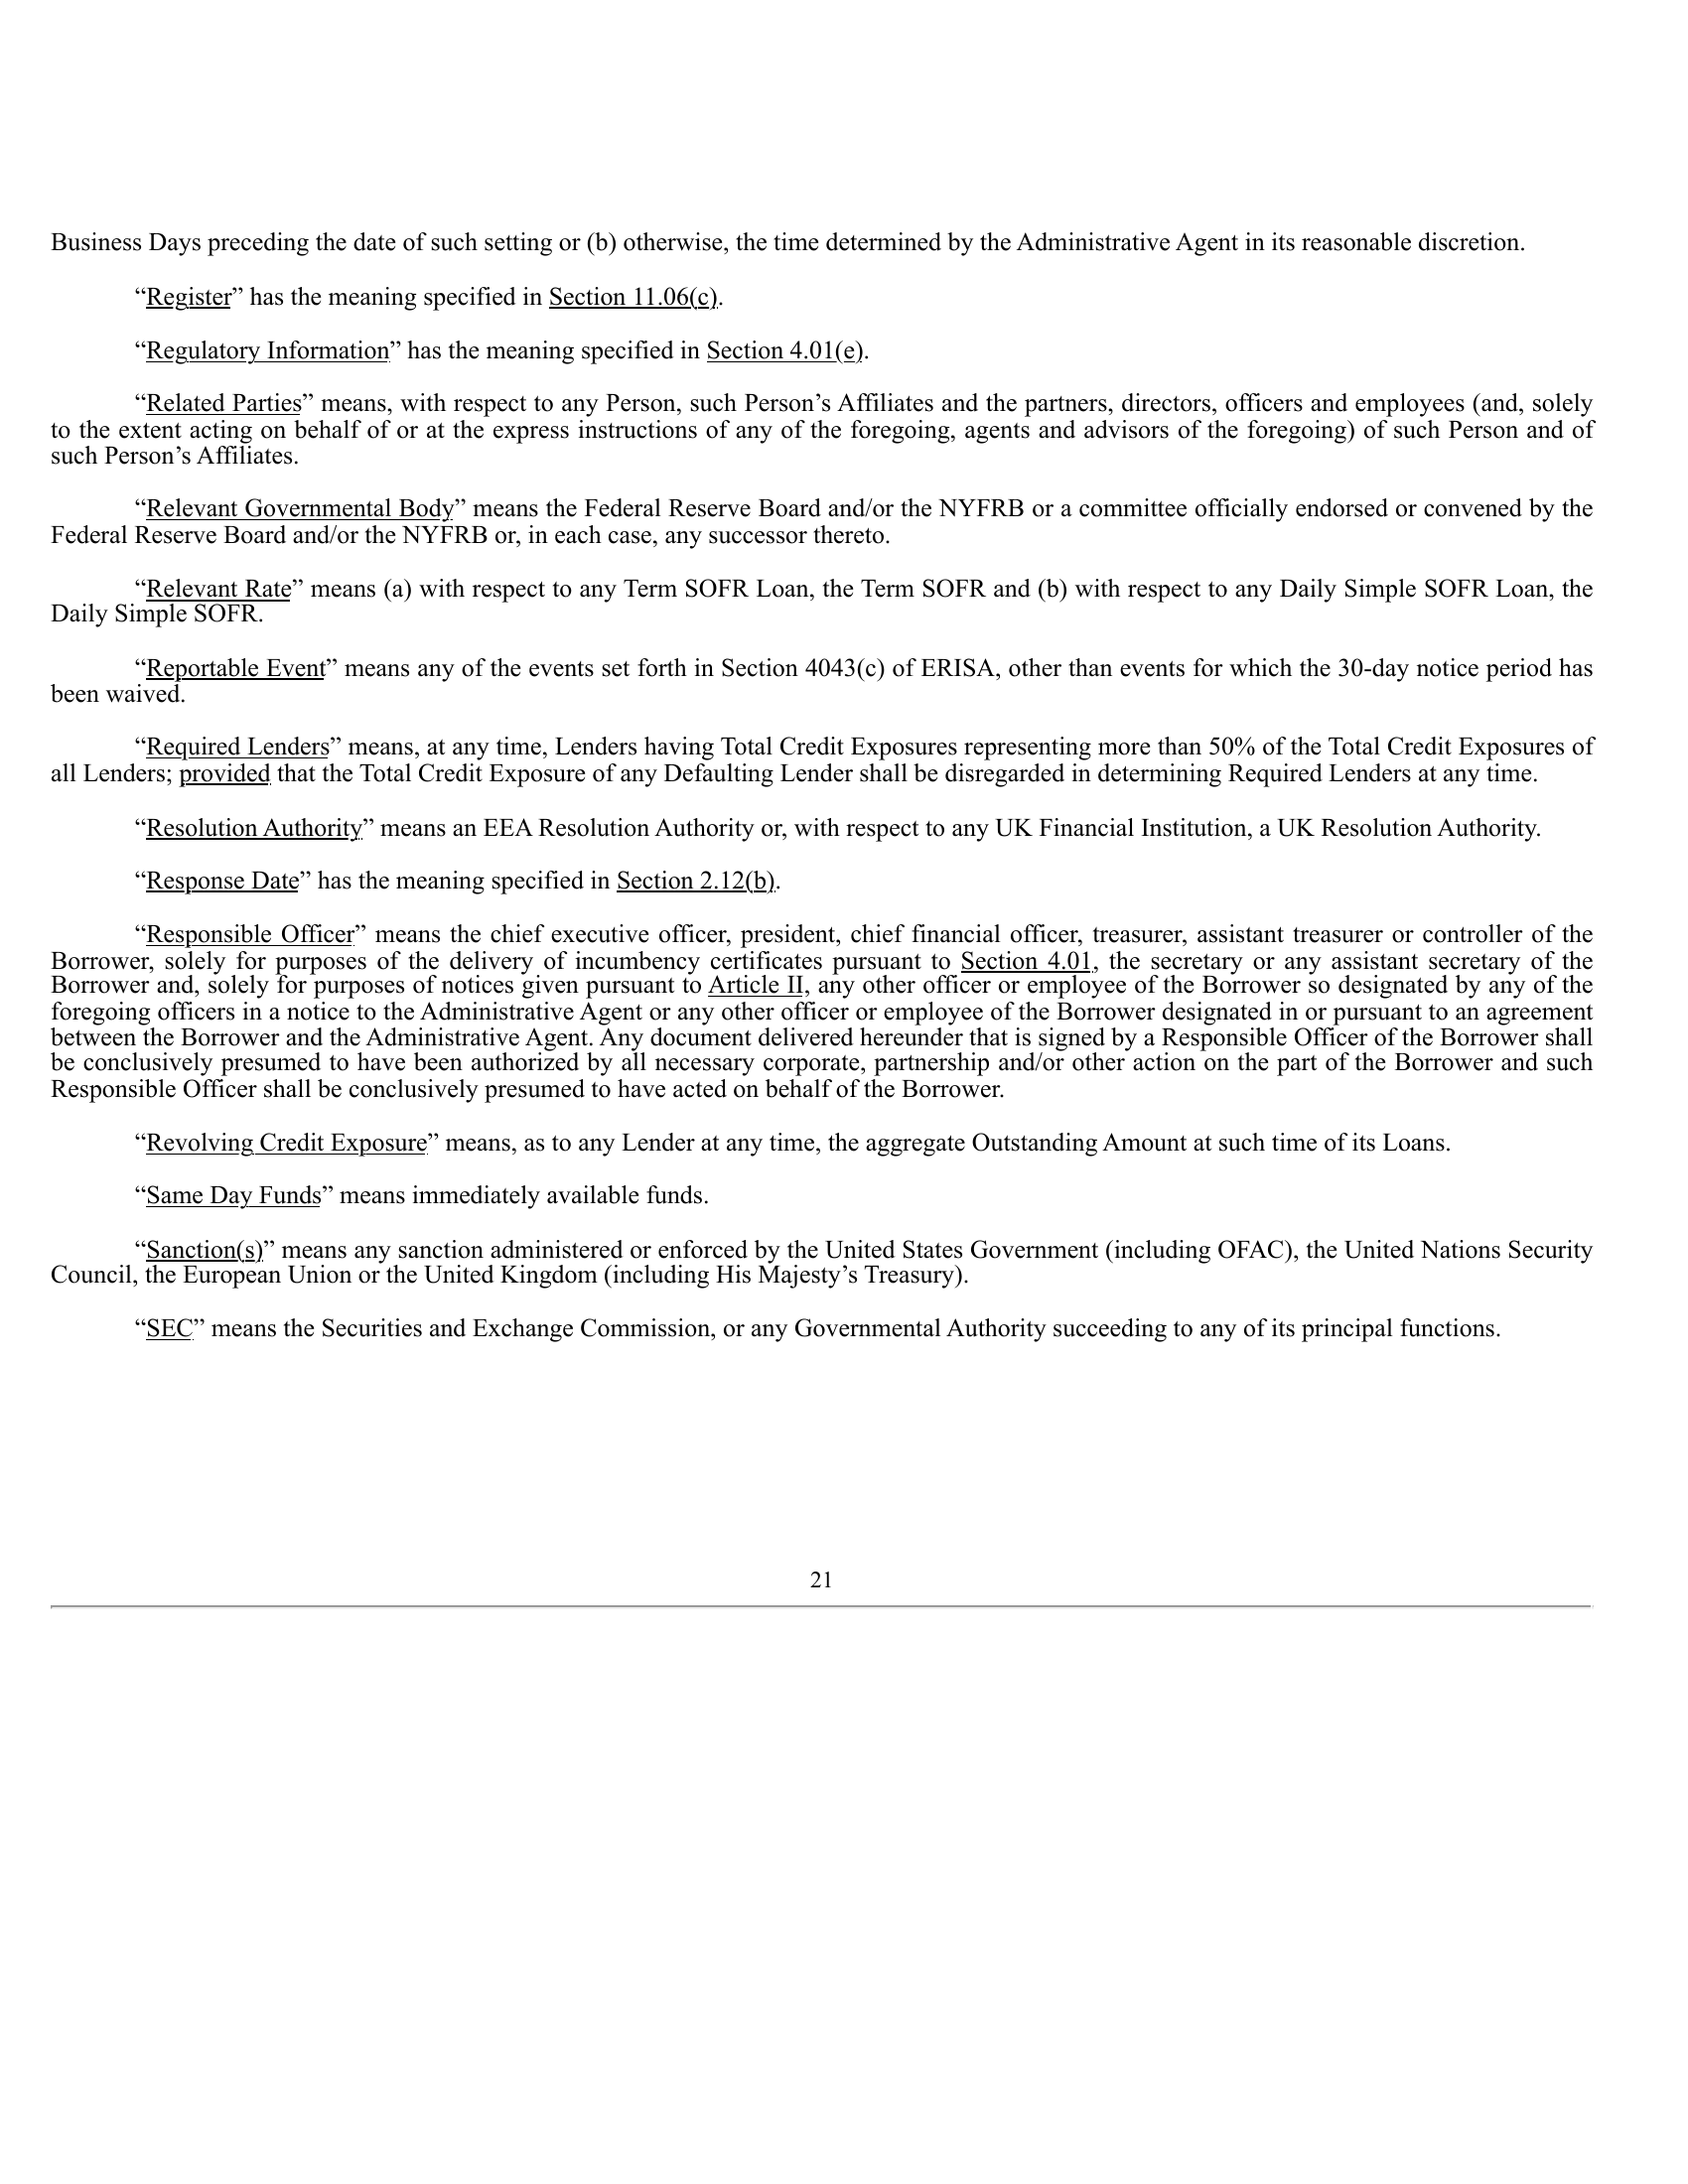 Business Days preceding the date of such setting or (b) otherwise, the time determined by the Administrative Agent in its reasonable discretion.
“Register” has the meaning specified in Section 11.06(c).
“Regulatory Information” has the meaning specified in Section 4.01(e).
“Related Parties” means, with respect to any Person, such Person’s Affiliates and the partners, directors, officers and employees (and, solely
to the extent acting on behalf of or at the express instructions of any of the foregoing, agents and advisors of the foregoing) of such Person and of
such Person’s Affiliates.
“Relevant Governmental Body” means the Federal Reserve Board and/or the NYFRB or a committee officially endorsed or convened by the
Federal Reserve Board and/or the NYFRB or, in each case, any successor thereto.
“Relevant Rate” means (a) with respect to any Term SOFR Loan, the Term SOFR and (b) with respect to any Daily Simple SOFR Loan, the
Daily Simple SOFR.
“Reportable Event” means any of the events set forth in Section 4043(c) of ERISA, other than events for which the 30-day notice period has
been waived.
“Required Lenders” means, at any time, Lenders having Total Credit Exposures representing more than 50% of the Total Credit Exposures of
all Lenders; provided that the Total Credit Exposure of any Defaulting Lender shall be disregarded in determining Required Lenders at any time.
“Resolution Authority” means an EEA Resolution Authority or, with respect to any UK Financial Institution, a UK Resolution Authority.
“Response Date” has the meaning specified in Section 2.12(b).
“Responsible Officer” means the chief executive officer, president, chief financial officer, treasurer, assistant treasurer or controller of the
Borrower, solely for purposes of the delivery of incumbency certificates pursuant to Section 4.01, the secretary or any assistant secretary of the
Borrower and, solely for purposes of notices given pursuant to Article II, any other officer or employee of the Borrower so designated by any of the
foregoing officers in a notice to the Administrative Agent or any other officer or employee of the Borrower designated in or pursuant to an agreement
between the Borrower and the Administrative Agent. Any document delivered hereunder that is signed by a Responsible Officer of the Borrower shall
be conclusively presumed to have been authorized by all necessary corporate, partnership and/or other action on the part of the Borrower and such
Responsible Officer shall be conclusively presumed to have acted on behalf of the Borrower.
“Revolving Credit Exposure” means, as to any Lender at any time, the aggregate Outstanding Amount at such time of its Loans.
“Same Day Funds” means immediately available funds.
“Sanction(s)” means any sanction administered or enforced by the United States Government (including OFAC), the United Nations Security
Council, the European Union or the United Kingdom (including His Majesty’s Treasury).
“SEC” means the Securities and Exchange Commission, or any Governmental Authority succeeding to any of its principal functions.
21